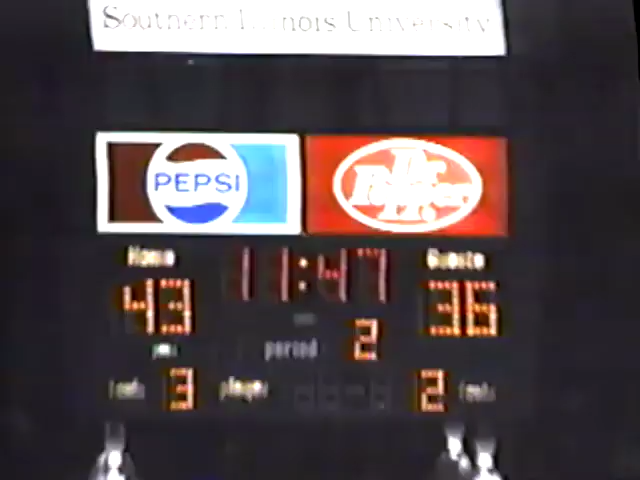 Southern Illinois University
PEPSI
Dr Pepper
Home 11:47 Guests
43 36
period 2
fouls 3 player 2 fouls